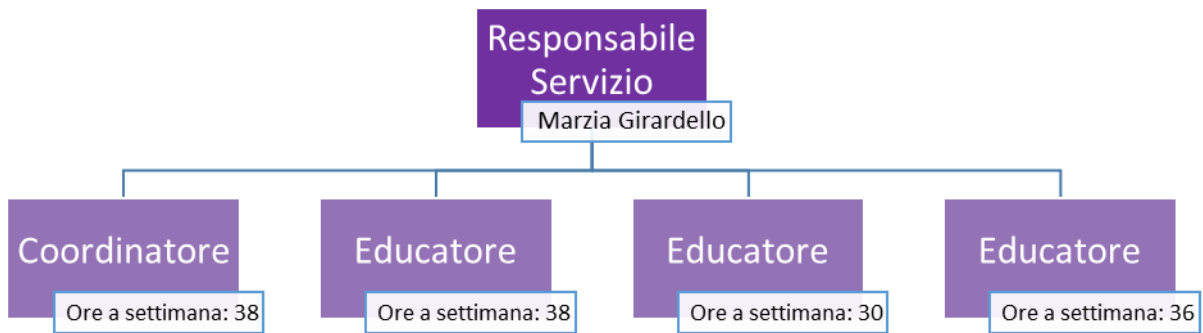 Responsabile
Servizio
Marzia Girardello
Coordinatore
Ore a settimana: 38
Educatore
Ore a settimana: 38
Educatore
Ore a settimana: 30
Educatore
Ore a settimana: 36